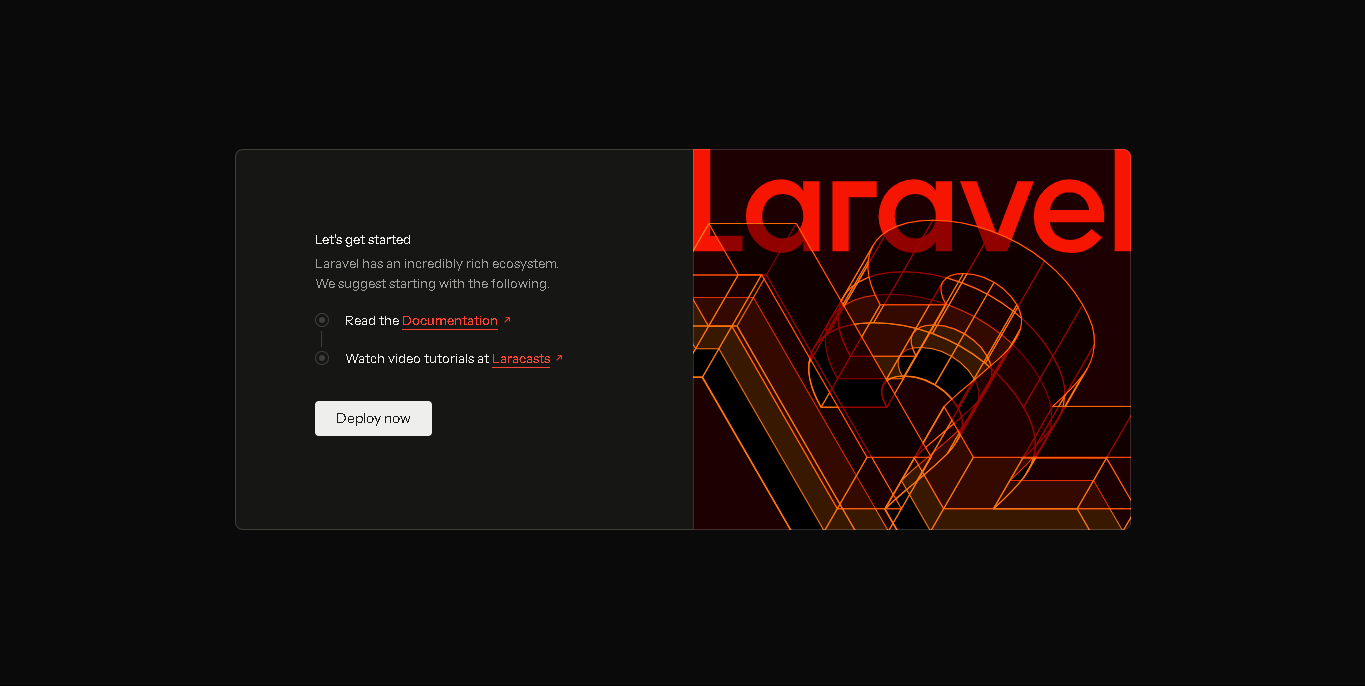 Let's get started
Laravel has an incredibly rich ecosystem.
We suggest starting with the following.
Read the Documentation ↗
Watch video tutorials at Laracasts ↗
Deploy now
Laravel